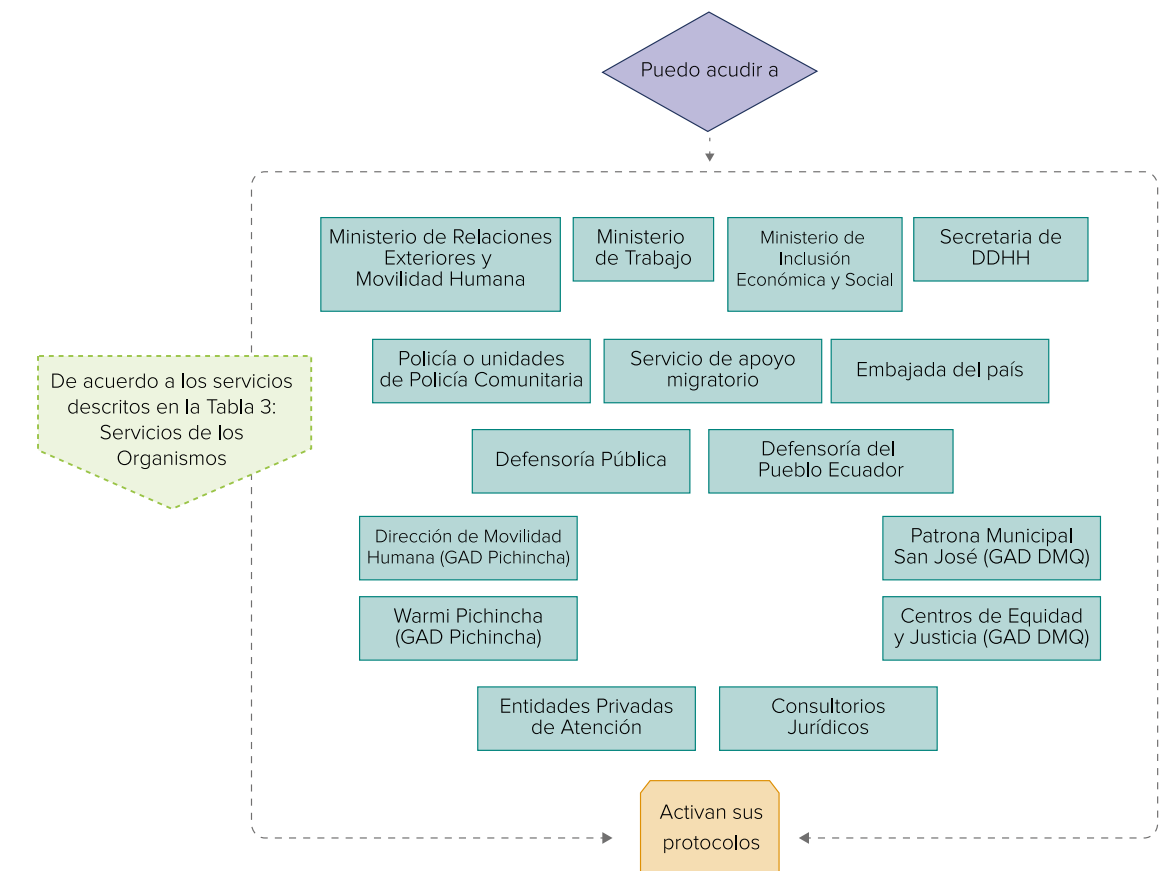 Puedo acudir a
Ministerio de Relaciones
Exteriores y
Movilidad Humana
Ministerio
de Trabajo
Ministerio de
Inclusión
Económica y Social
Secretaria de
DDHH
Policía o unidades
de Policía Comunitaria
Servicio de apoyo
migratorio
Embajada del país
De acuerdo a los servicios
descritos en la Tabla 3:
Servicios de los
Organismos
Defensoría Pública
Defensoría del
Pueblo Ecuador
Dirección de Movilidad
Humana (GAD Pichincha)
Patrona Municipal
San José (GAD DMQ)
Warmi Pichincha
(GAD Pichincha)
Centros de Equidad
y Justicia (GAD DMQ)
Entidades Privadas
de Atención
Consultorios
Jurídicos
Activan sus
protocolos